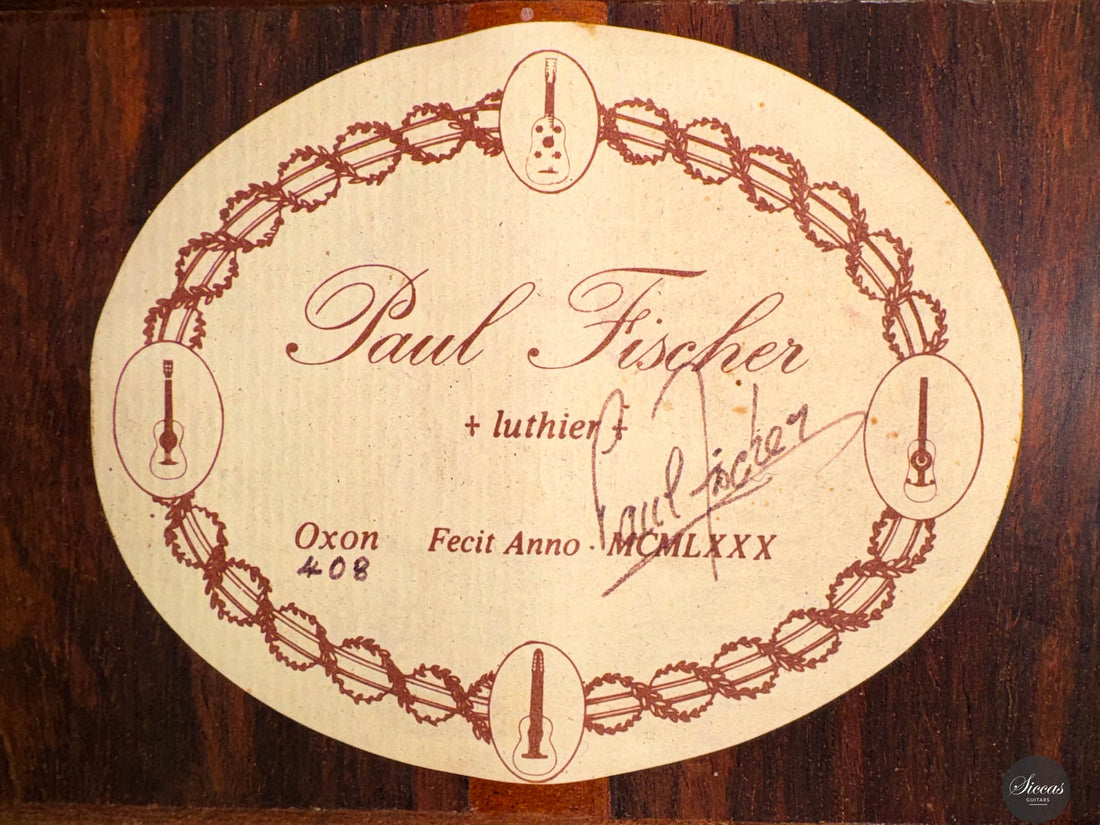 Paul Fischer
+ luthier +
Paul Fischer
Oxon Fecit Anno · MCMLXXX
408
Siccas
GUITARS